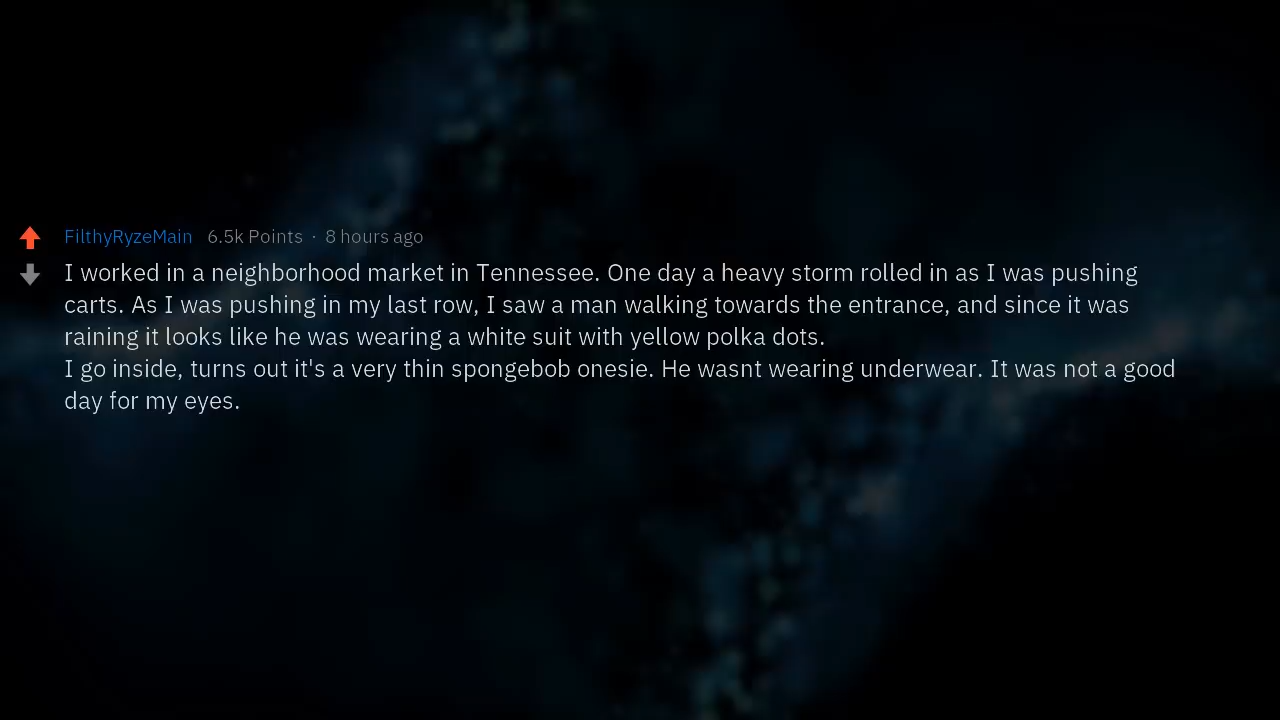 FilthyRyzeMain 6.5k Points · 8 hours ago
I worked in a neighborhood market in Tennessee. One day a heavy storm rolled in as I was pushing
carts. As I was pushing in my last row, I saw a man walking towards the entrance, and since it was
raining it looks like he was wearing a white suit with yellow polka dots.
I go inside, turns out it's a very thin spongebob onesie. He wasnt wearing underwear. It was not a good
day for my eyes.